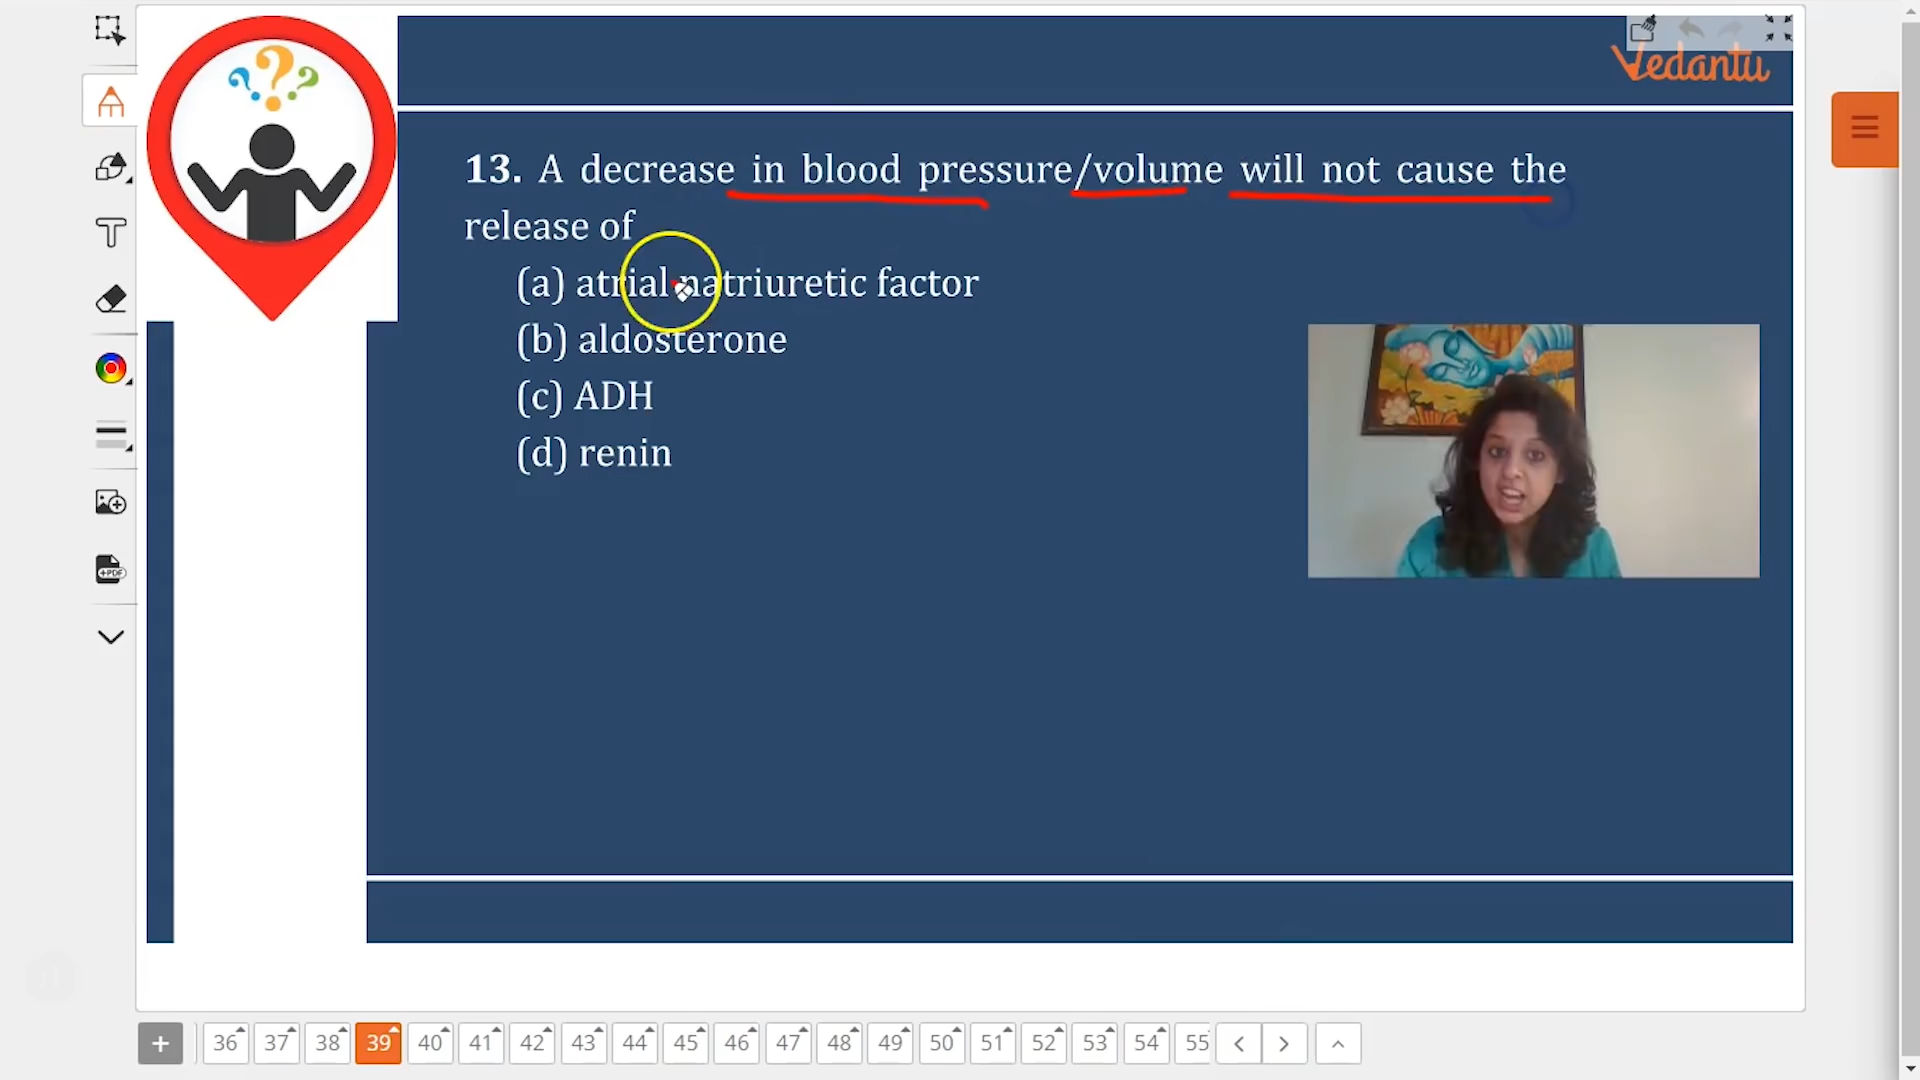 Vedantu
13. A decrease in blood pressure/volume will not cause the
release of
(a) atrial natriuretic factor
(b) aldosterone
(c) ADH
(d) renin
+PDF
+ 36 37 38 39 40 41 42 43 44 45 46 47 48 49 50 51 52 53 54 55